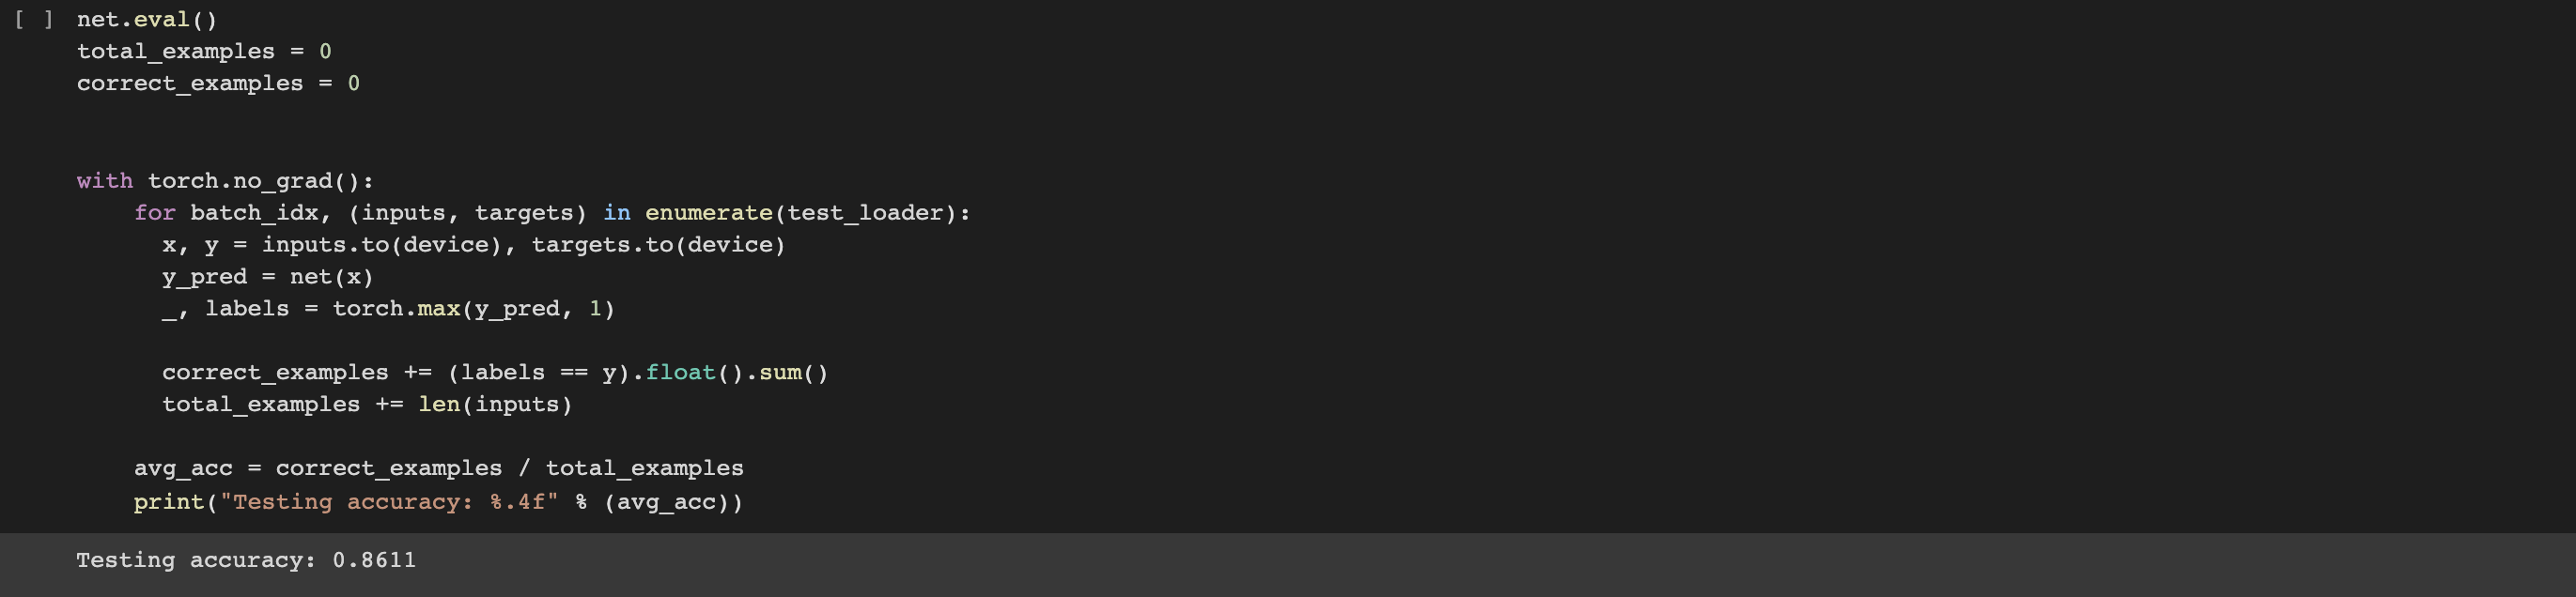 [ ] net.eval()
total_examples = 0
correct_examples = 0
with torch.no_grad():
for batch_idx, (inputs, targets) in enumerate(test_loader):
x, y = inputs.to(device), targets.to(device)
y_pred = net(x)
_, labels = torch.max(y_pred, 1)
correct_examples += (labels == y).float().sum()
total_examples += len(inputs)
avg_acc = correct_examples / total_examples
print("Testing accuracy: %.4f" % (avg_acc))
Testing accuracy: 0.8611